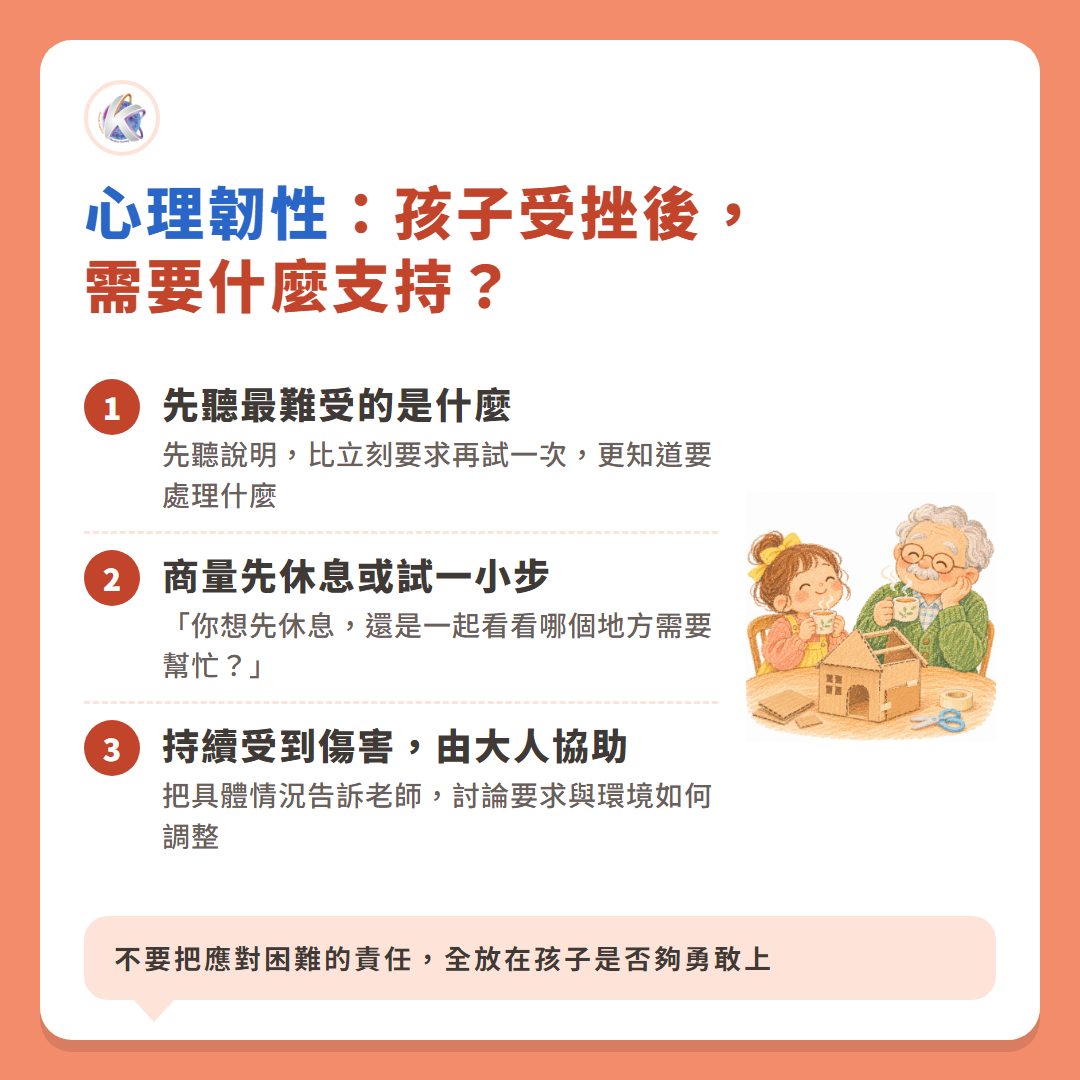 心理韌性：孩子受挫後，
需要什麼支持？
1
先聽最難受的是什麼
先聽說明，比立刻要求再試一次，更知道要
處理什麼
2
商量先休息或試一小步
「你想先休息，還是一起看看哪個地方需要
幫忙？」
3
持續受到傷害，由大人協助
把具體情況告訴老師，討論要求與環境如何
調整
不要把應對困難的責任，全放在孩子是否夠勇敢上